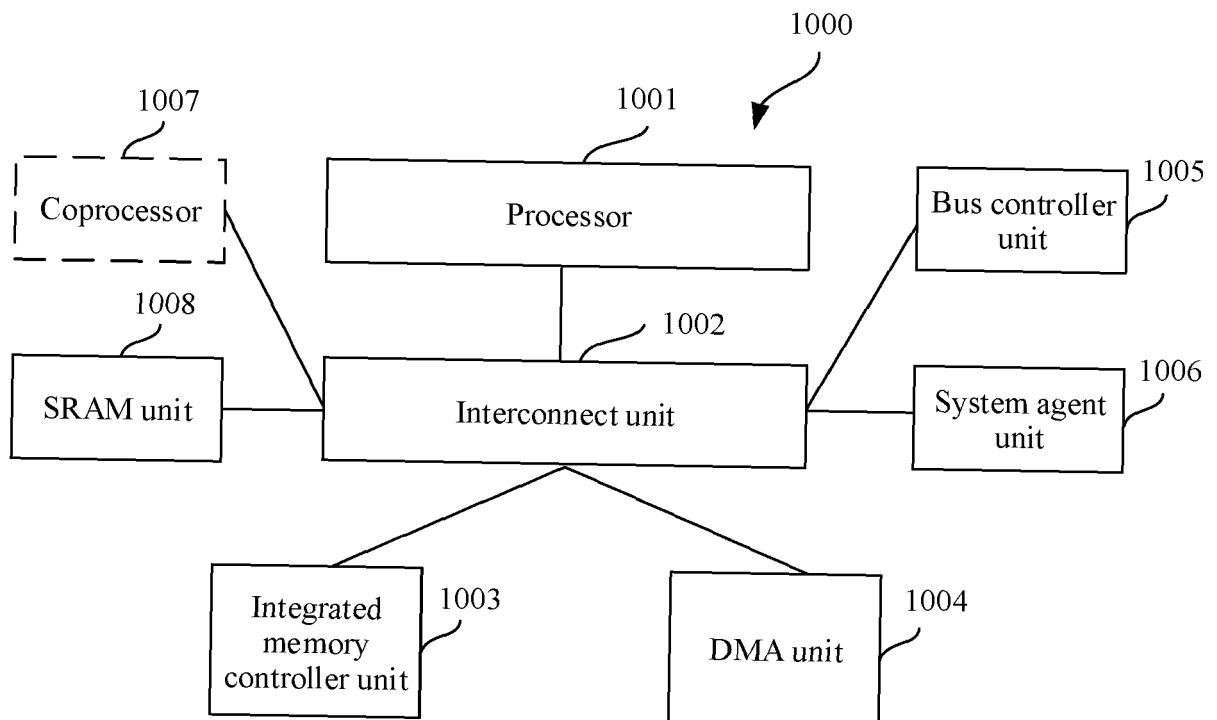 1000
1007
1001
1005
Coprocessor
Processor
Bus controller
unit
1008
1002
1006
SRAM unit
Interconnect unit
System agent
unit
1003
Integrated
memory
controller unit
1004
DMA unit